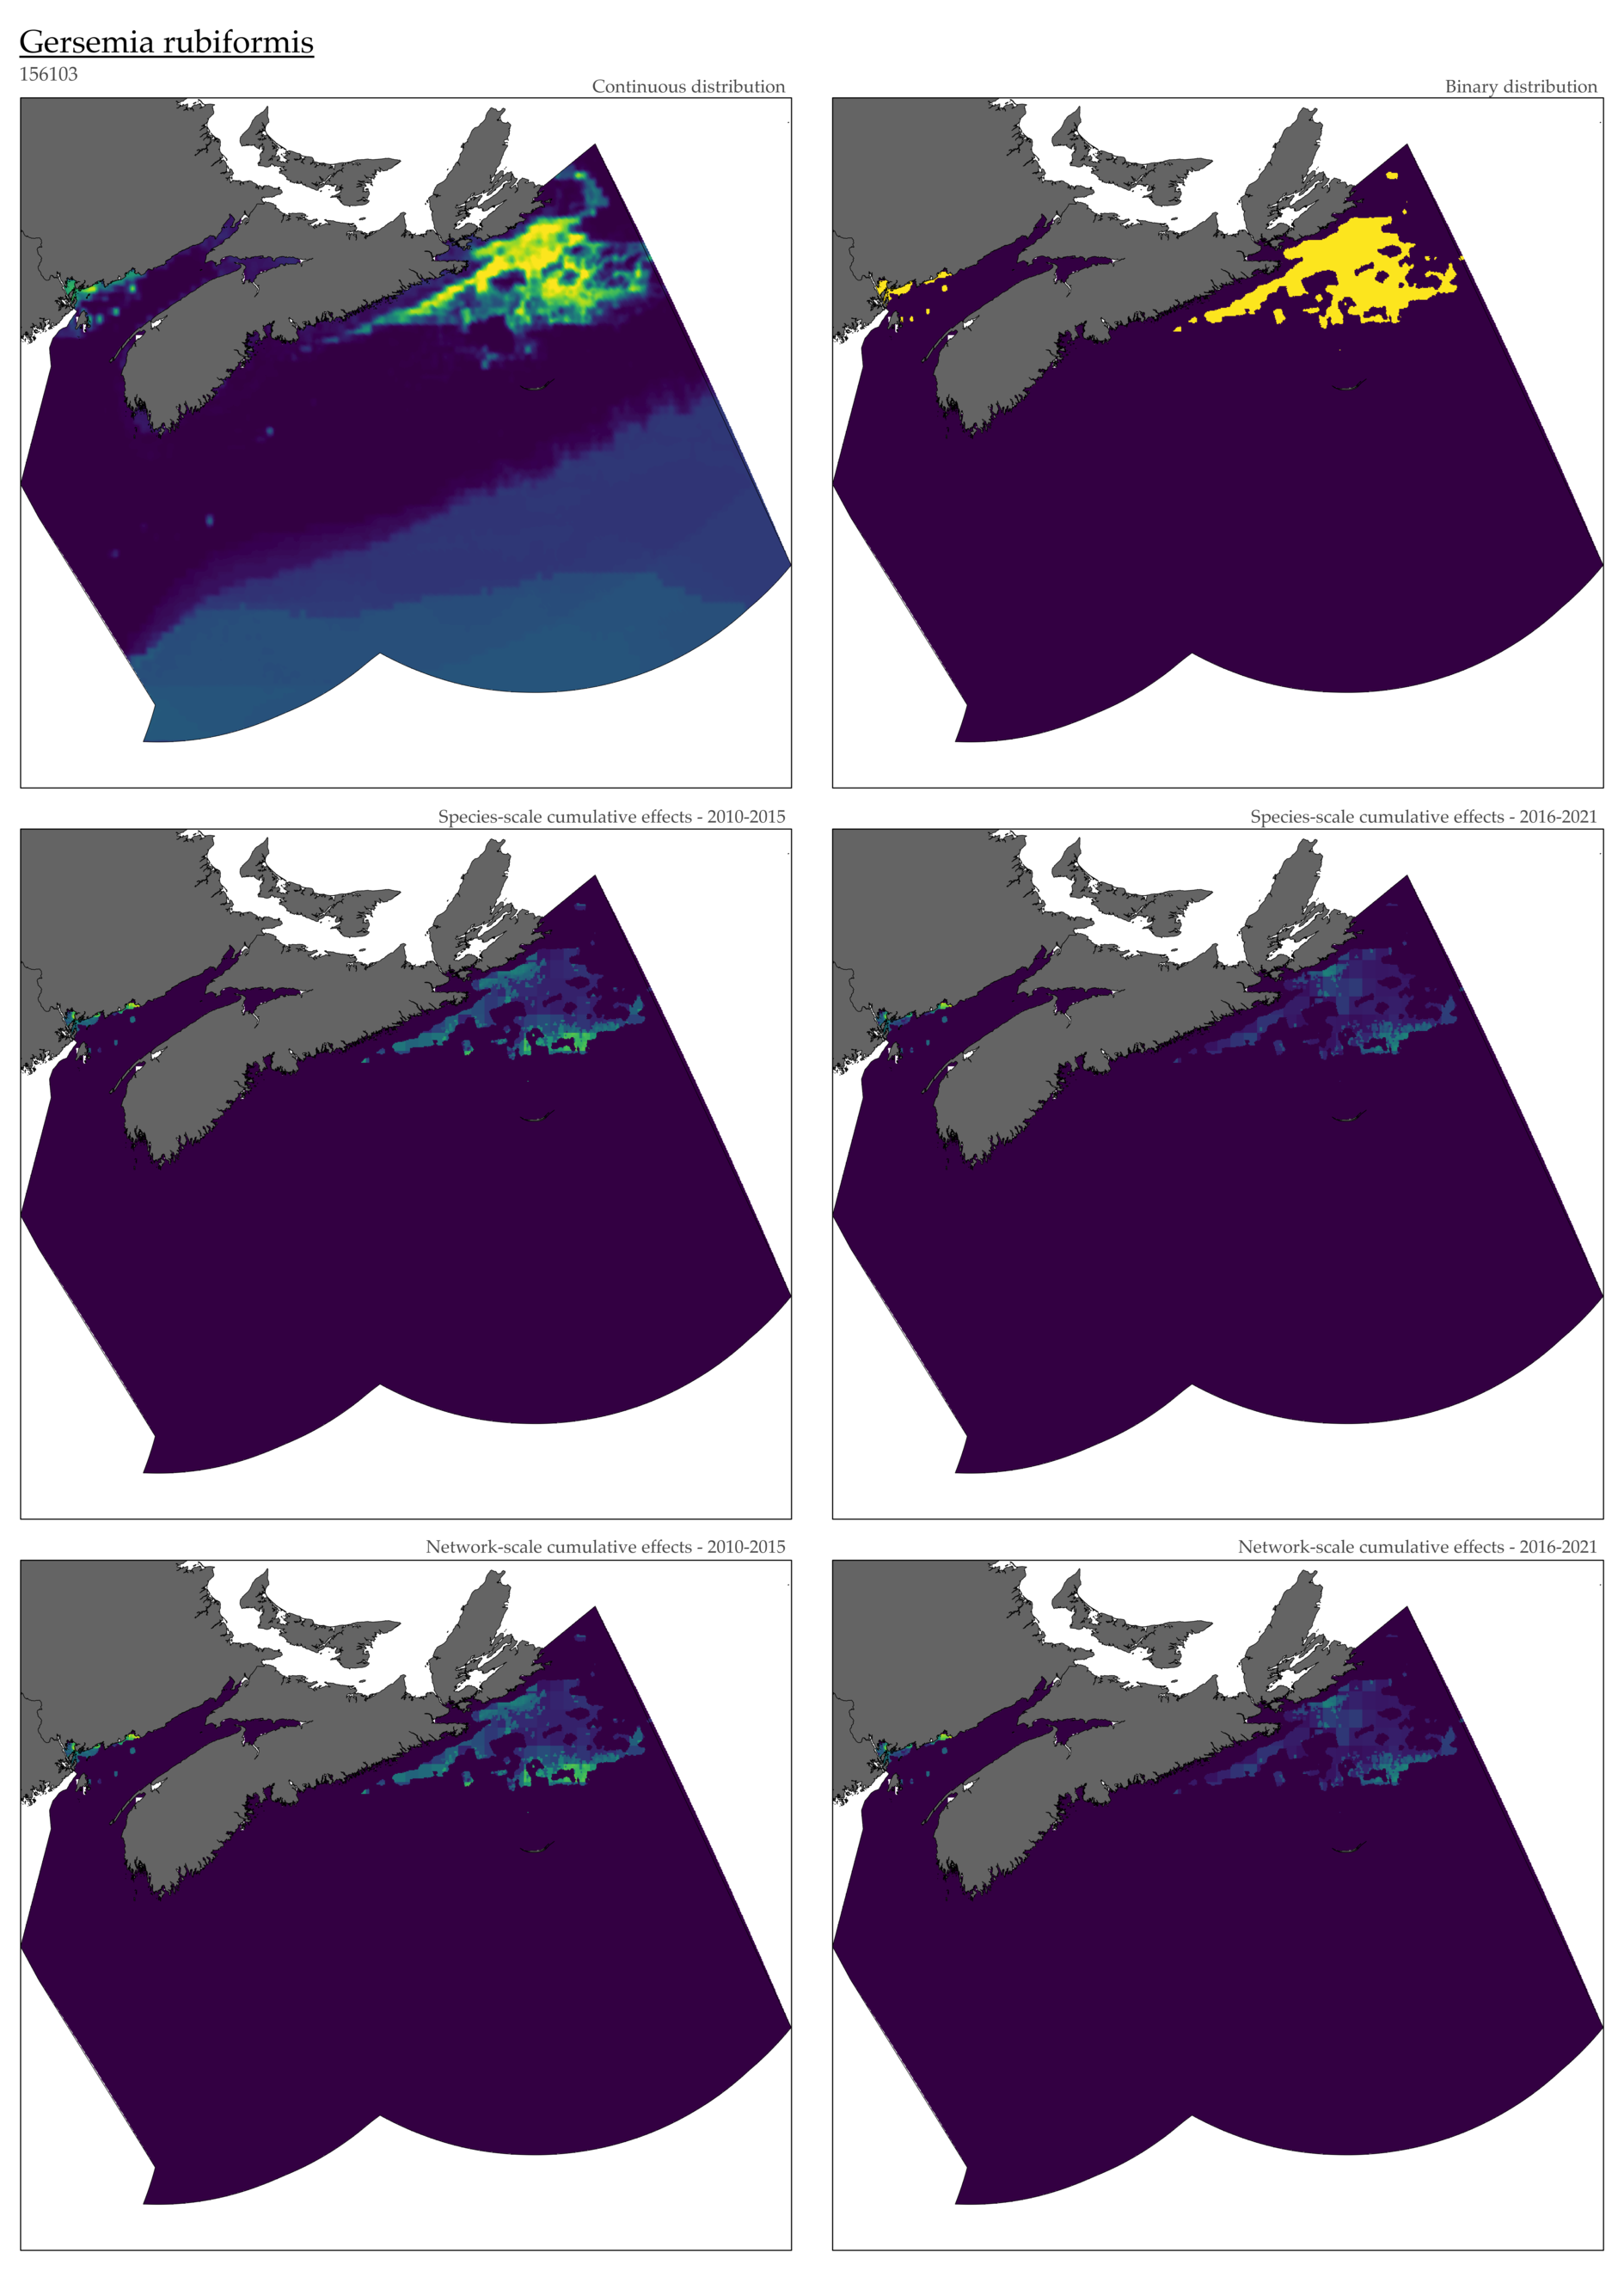 Gersemia rubiformis
156103
Continuous distribution
Binary distribution
Species-scale cumulative effects - 2010-2015
Species-scale cumulative effects - 2016-2021
Network-scale cumulative effects - 2010-2015
Network-scale cumulative effects - 2016-2021